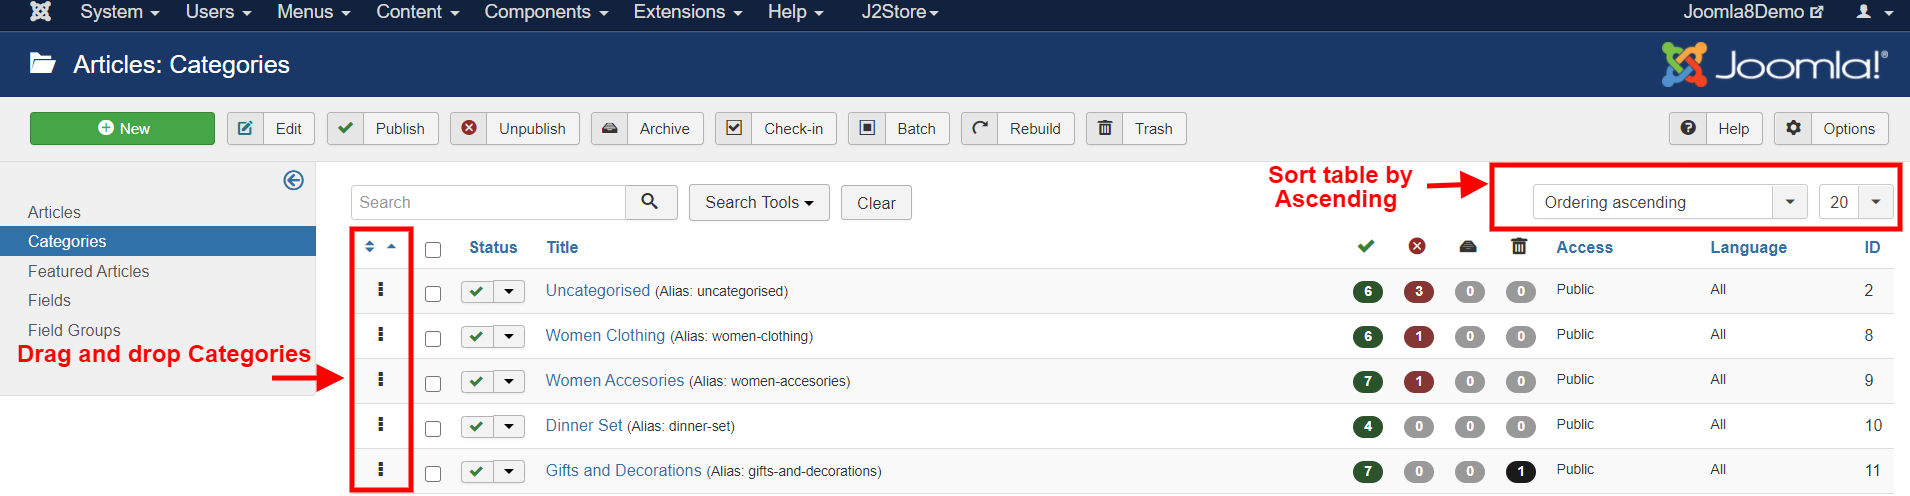 System Users Menus Content Components Extensions Help J2Store Joomla8Demo
Articles: Categories Joomla!®
New Edit Publish Unpublish Archive Check-in Batch Rebuild Trash Help Options
Sort table by
Ascending
Search Search Tools Clear Ordering ascending 20
Articles
Categories
Featured Articles
Fields
Field Groups
Drag and drop Categories
Status Title Access Language ID
Uncategorised (Alias: uncategorised) 6 3 0 0 Public All 2
Women Clothing (Alias: women-clothing) 6 1 0 0 Public All 8
Women Accesories (Alias: women-accesories) 7 1 0 0 Public All 9
Dinner Set (Alias: dinner-set) 4 0 0 0 Public All 10
Gifts and Decorations (Alias: gifts-and-decorations) 7 0 0 1 Public All 11